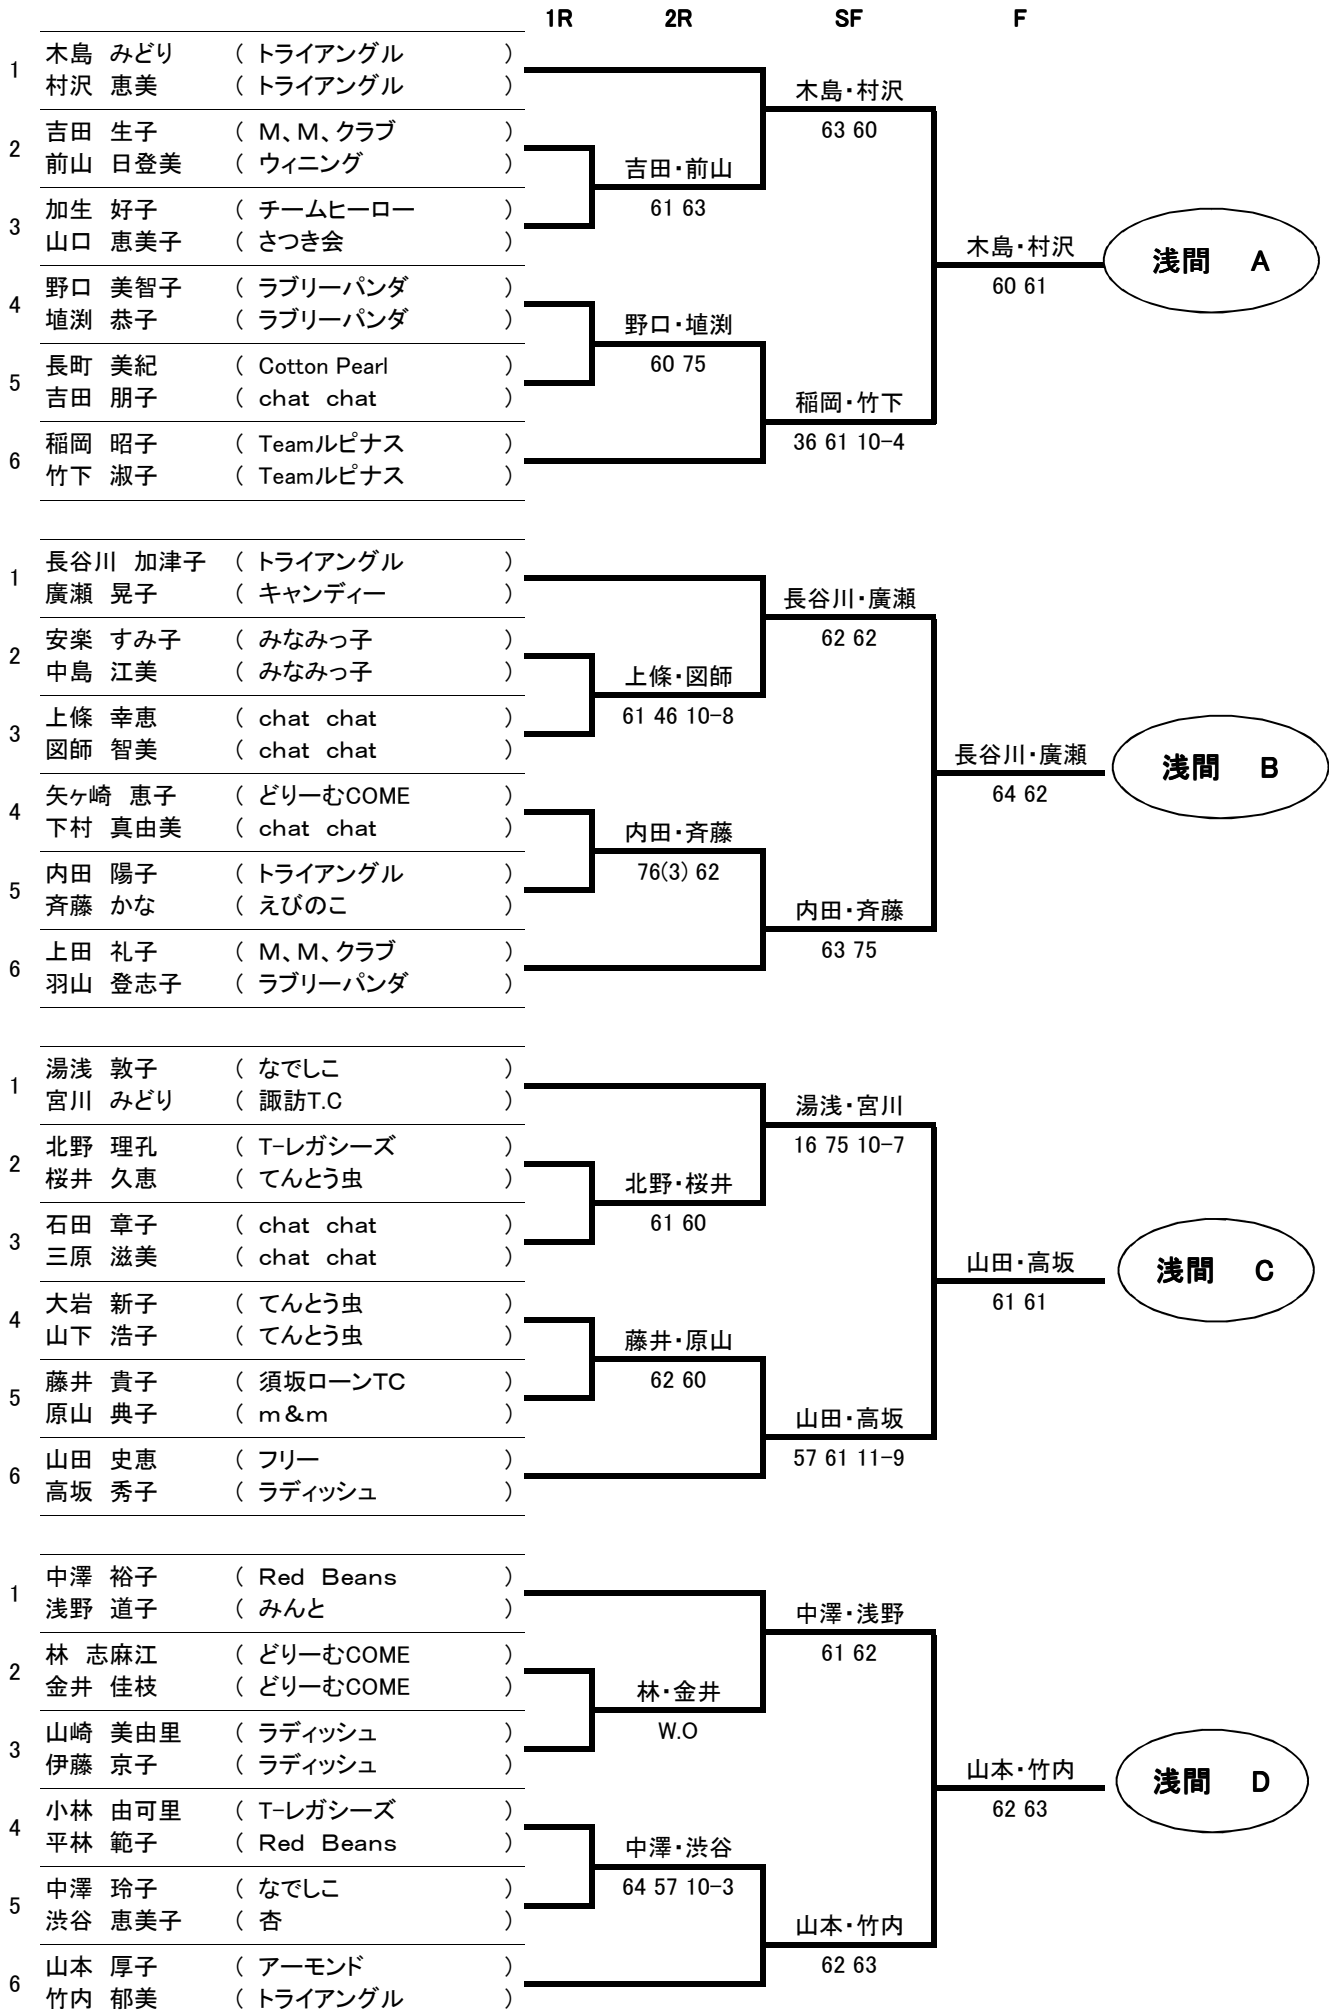 1R 2R SF F
木島 みどり ( トライアングル )
1
村沢 恵美 ( トライアングル )
木島・村沢
63 60
吉田 生子 ( M、M、クラブ )
2
前山 日登美 ( ウィニング )
吉田・前山
61 63
加生 好子 ( チームヒーロー )
3
山口 恵美子 ( さつき会 )
木島・村沢
60 61
浅間 A
野口 美智子 ( ラブリーパンダ )
4
埴渕 恭子 ( ラブリーパンダ )
野口・埴渕
60 75
長町 美紀 ( Cotton Pearl )
5
吉田 朋子 ( chat chat )
稲岡・竹下
36 61 10-4
稲岡 昭子 ( Teamルピナス )
6
竹下 淑子 ( Teamルピナス )
長谷川 加津子 ( トライアングル )
1
廣瀬 晃子 ( キャンディー )
長谷川・廣瀬
62 62
安楽 すみ子 ( みなみっ子 )
2
中島 江美 ( みなみっ子 )
上條・図師
61 46 10-8
上條 幸恵 ( chat chat )
3
図師 智美 ( chat chat )
長谷川・廣瀬
64 62
浅間 B
矢ヶ崎 恵子 ( どりーむCOME )
4
下村 真由美 ( chat chat )
内田・斉藤
76(3) 62
内田 陽子 ( トライアングル )
5
斉藤 かな ( えびのこ )
内田・斉藤
63 75
上田 礼子 ( M、M、クラブ )
6
羽山 登志子 ( ラブリーパンダ )
湯浅 敦子 ( なでしこ )
1
宮川 みどり ( 諏訪T.C )
湯浅・宮川
16 75 10-7
北野 理孔 ( T-レガシーズ )
2
桜井 久恵 ( てんとう虫 )
北野・桜井
61 60
石田 章子 ( chat chat )
3
三原 滋美 ( chat chat )
山田・高坂
61 61
浅間 C
大岩 新子 ( てんとう虫 )
4
山下 浩子 ( てんとう虫 )
藤井・原山
62 60
藤井 貴子 ( 須坂ローンTC )
5
原山 典子 ( m&m )
山田・高坂
57 61 11-9
山田 史恵 ( フリー )
6
高坂 秀子 ( ラディッシュ )
中澤 裕子 ( Red Beans )
1
浅野 道子 ( みんと )
中澤・浅野
61 62
林 志麻江 ( どりーむCOME )
2
金井 佳枝 ( どりーむCOME )
林・金井
W.O
山崎 美由里 ( ラディッシュ )
3
伊藤 京子 ( ラディッシュ )
山本・竹内
62 63
浅間 D
小林 由可里 ( T-レガシーズ )
4
平林 範子 ( Red Beans )
中澤・渋谷
64 57 10-3
中澤 玲子 ( なでしこ )
5
渋谷 恵美子 ( 杏 )
山本・竹内
62 63
山本 厚子 ( アーモンド )
6
竹内 郁美 ( トライアングル )